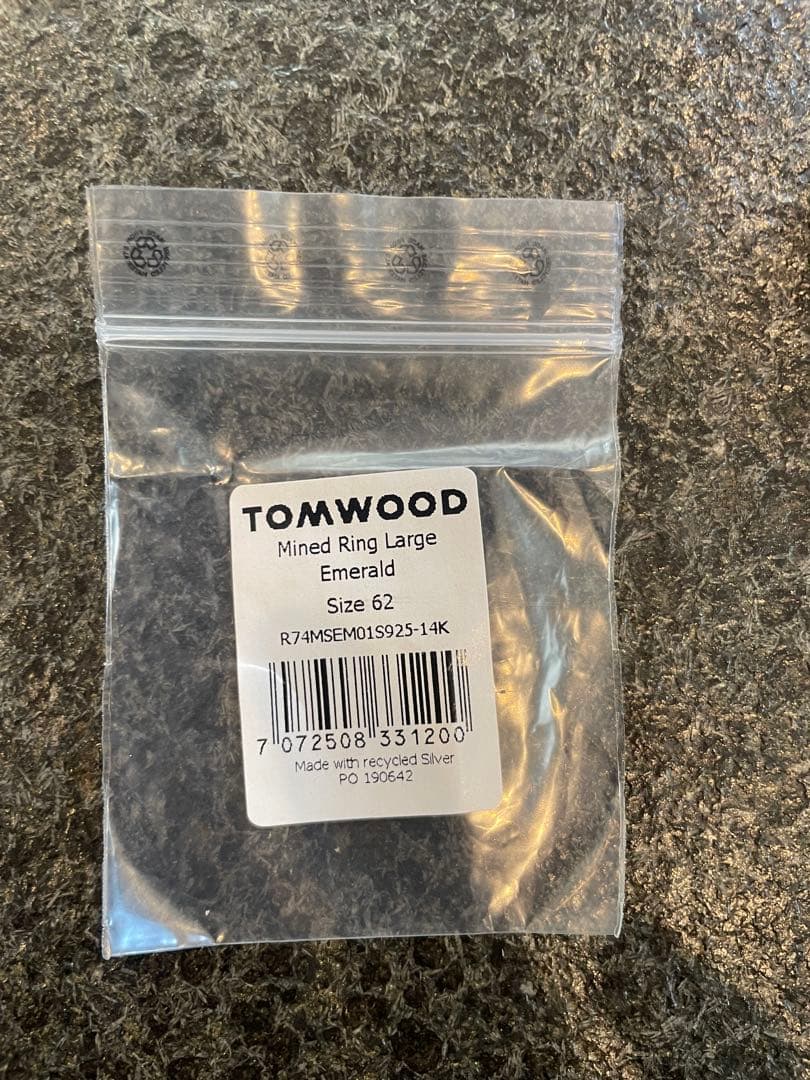 TOMWOOD
Mined Ring Large
Emerald
Size 62
R74MSEM01S925-14K
7 072508 331200
Made with recycled Silver
PO 190642